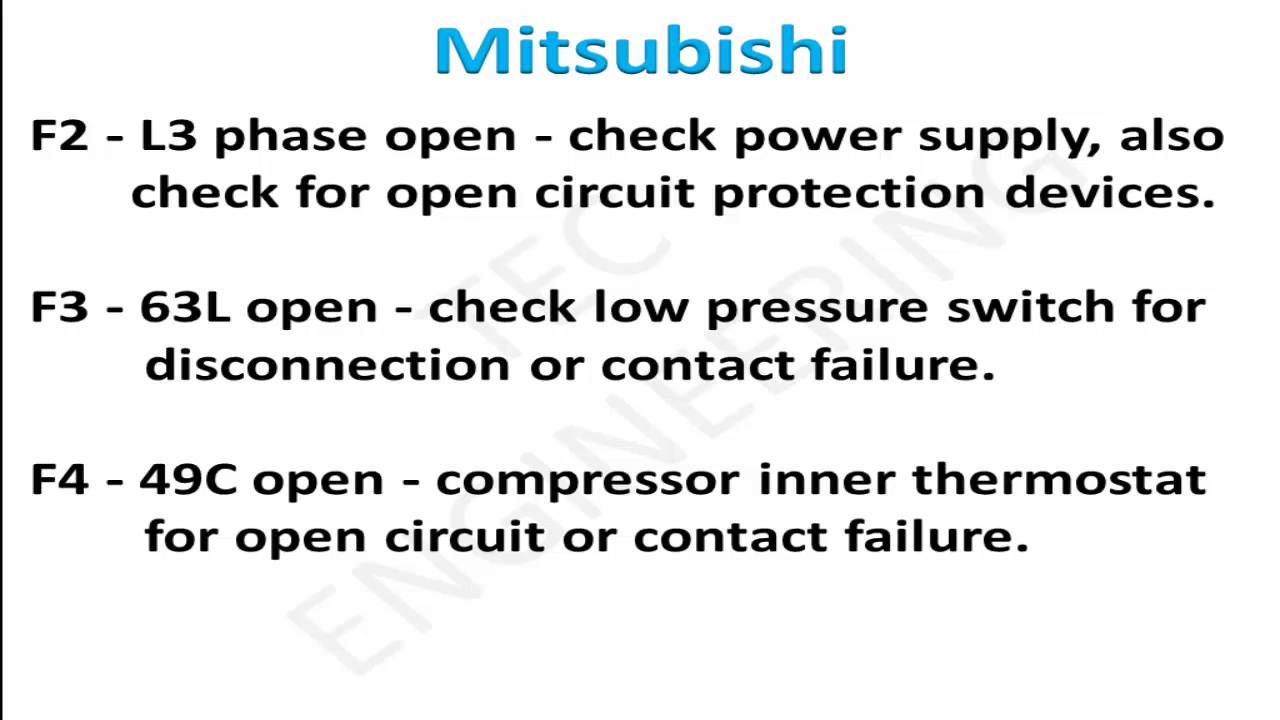 Mitsubishi
F2 - L3 phase open - check power supply, also
check for open circuit protection devices.
F3 - 63L open - check low pressure switch for
disconnection or contact failure.
F4 - 49C open - compressor inner thermostat
for open circuit or contact failure.
TEC
ENGINEERING